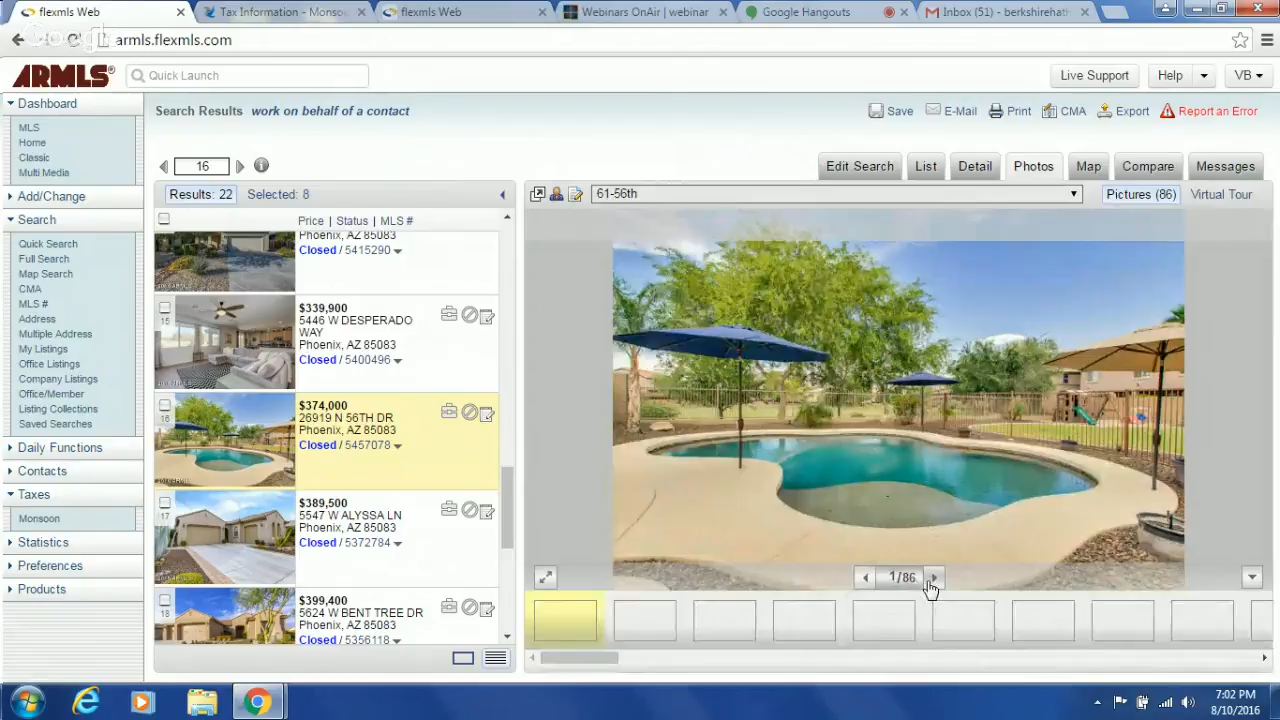 flexmls Web
Tax Information - Monsoo
flexmls Web
Webinars OnAir | webinar
Google Hangouts
Inbox (51) - berkshirehath
armls.flexmls.com
ARMLS
Quick Launch
Live Support
Help
VB
Dashboard
MLS
Home
Classic
Multi Media
Add/Change
Search
Quick Search
Full Search
Map Search
CMA
MLS #
Address
Multiple Address
My Listings
Office Listings
Company Listings
Office/Member
Listing Collections
Saved Searches
Daily Functions
Contacts
Taxes
Monsoon
Statistics
Preferences
Products
Search Results work on behalf of a contact
Save
E-Mail
Print
CMA
Export
Report an Error
16
Edit Search
List
Detail
Photos
Map
Compare
Messages
Results: 22
Selected: 8
Price | Status | MLS #
Phoenix, AZ 85083
Closed / 5415290
15
$339,900
5446 W DESPERADO
WAY
Phoenix, AZ 85083
Closed / 5400496
16
$374,000
26919 N 56TH DR
Phoenix, AZ 85083
Closed / 5457078
17
$389,500
5547 W ALYSSA LN
Phoenix, AZ 85083
Closed / 5372784
18
$399,400
5624 W BENT TREE DR
Phoenix, AZ 85083
Closed / 5356118
61-56th
Pictures (86)
Virtual Tour
1/86
7:02 PM
8/10/2016